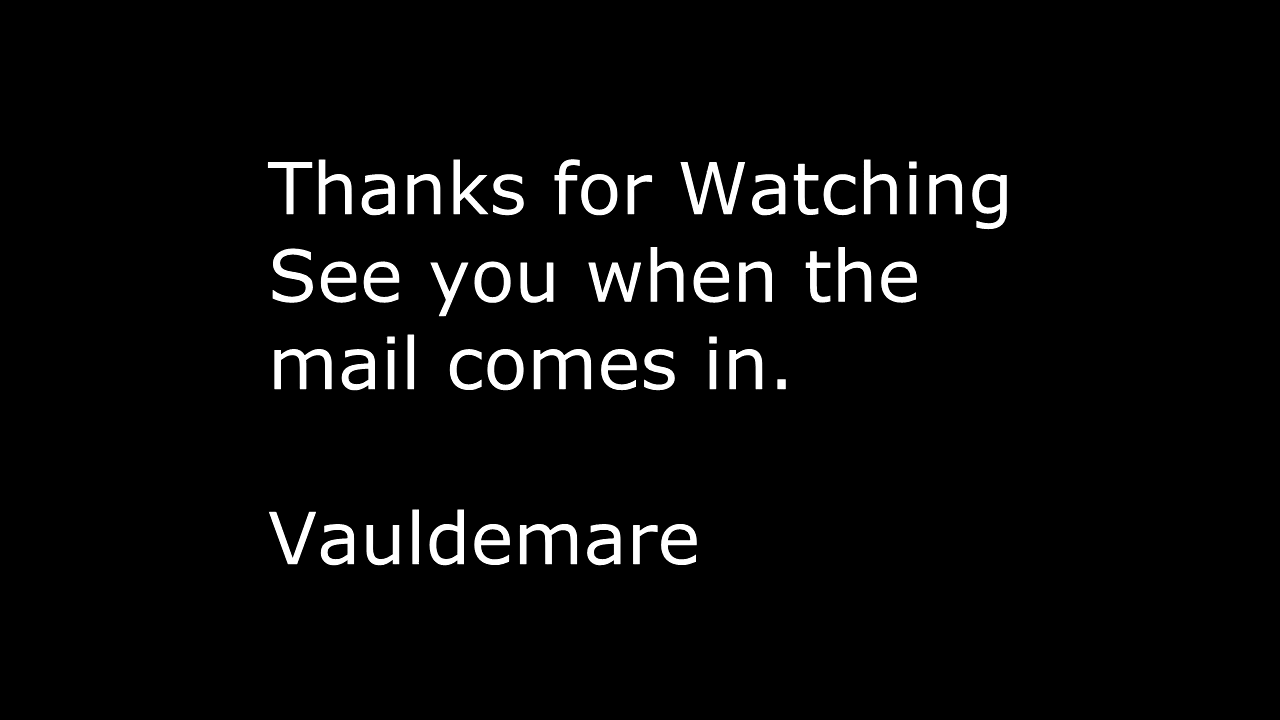 Thanks for Watching
See you when the
mail comes in.
Vauldemare